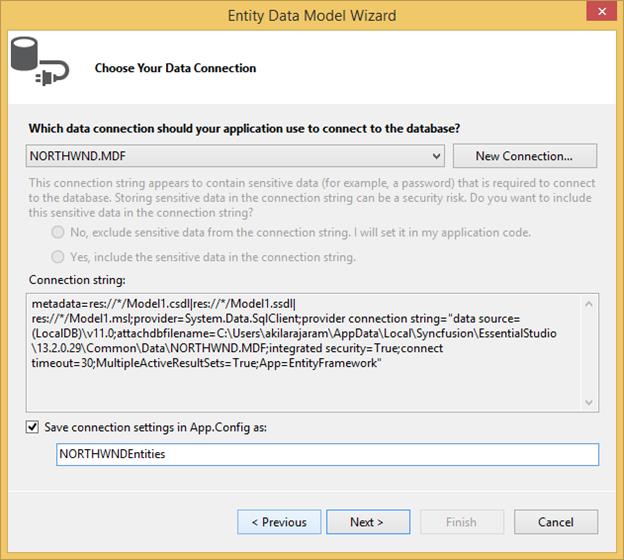 Entity Data Model Wizard
Choose Your Data Connection
Which data connection should your application use to connect to the database?
NORTHWND.MDF
New Connection...
This connection string appears to contain sensitive data (for example, a password) that is required to connect
to the database. Storing sensitive data in the connection string can be a security risk. Do you want to include
this sensitive data in the connection string?
No, exclude sensitive data from the connection string. I will set it in my application code.
Yes, include the sensitive data in the connection string.
Connection string:
metadata=res://*/Model1.csdl|res://*/Model1.ssdl|
res://*/Model1.msl;provider=System.Data.SqlClient;provider connection string="data source=
(LocalDB)\v11.0;attachdbfilename=C:\Users\akilarajaram\AppData\Local\Syncfusion\EssentialStudio
\13.2.0.29\Common\Data\NORTHWND.MDF;integrated security=True;connect
timeout=30;MultipleActiveResultSets=True;App=EntityFramework"
Save connection settings in App.Config as:
NORTHWNDEntities
< Previous
Next >
Finish
Cancel